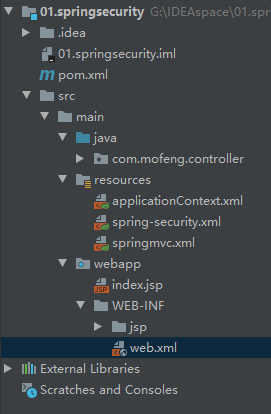 01.springsecurity G:\IDEAspace\01.sp
.idea
01.springsecurity.iml
pom.xml
src
main
java
com.mofeng.controller
resources
applicationContext.xml
spring-security.xml
springmvc.xml
webapp
index.jsp
WEB-INF
jsp
web.xml
External Libraries
Scratches and Consoles